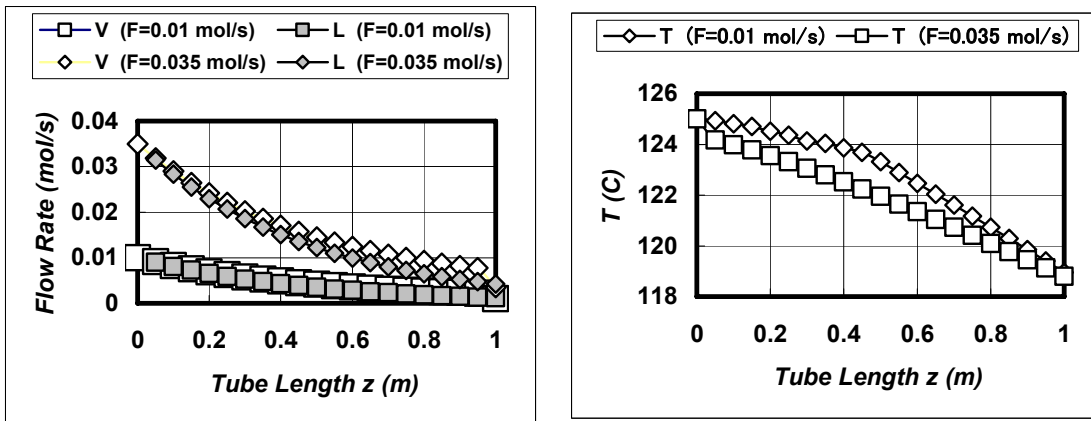 V (F=0.01 mol/s) L (F=0.01 mol/s)
V (F=0.035 mol/s) L (F=0.035 mol/s)
0.04
0.03
0.02
0.01
0
Flow Rate (mol/s)
0 0.2 0.4 0.6 0.8 1
Tube Length z (m)
T (F=0.01 mol/s) T (F=0.035 mol/s)
126
124
122
120
118
T (C)
0 0.2 0.4 0.6 0.8 1
Tube Length z (m)